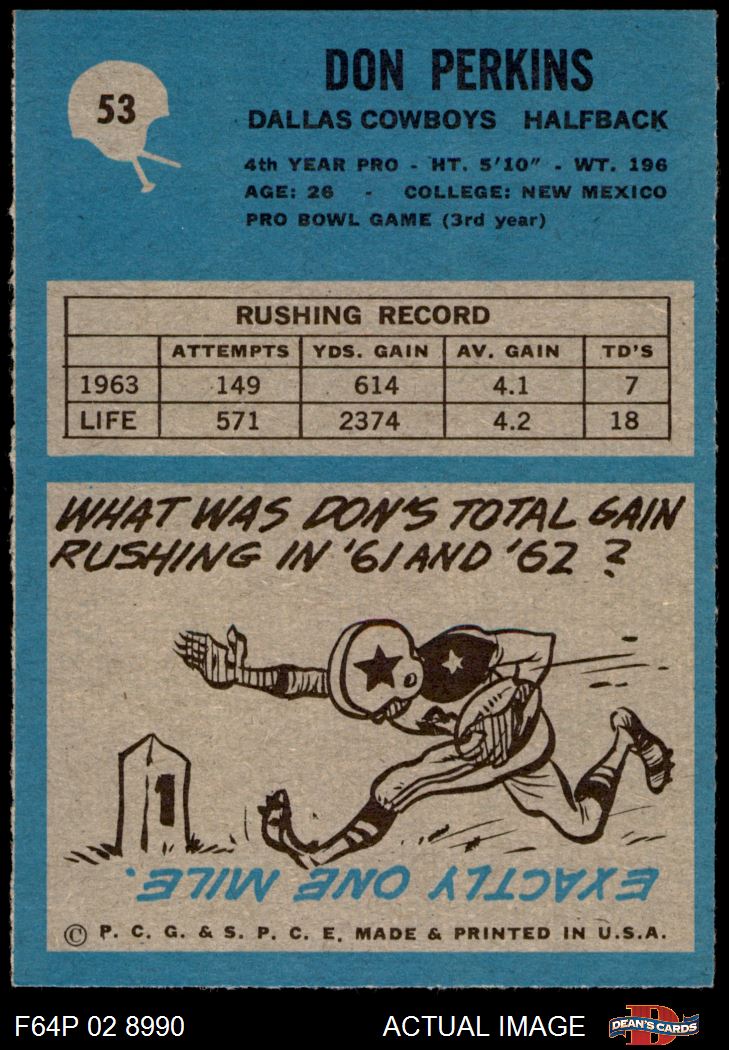 53
DON PERKINS
DALLAS COWBOYS HALFBACK
4th YEAR PRO - HT. 5'10" - WT. 196
AGE: 26 - COLLEGE: NEW MEXICO
PRO BOWL GAME (3rd year)
RUSHING RECORD
ATTEMPTS YDS. GAIN AV. GAIN TD'S
1963 149 614 4.1 7
LIFE 571 2374 4.2 18
WHAT WAS DON'S TOTAL GAIN
RUSHING IN '61 AND '62 ?
1
EXACTLY ONE MILE.
© P. C. G. & S. P. C. E. MADE & PRINTED IN U.S.A.
F64P 02 8990 ACTUAL IMAGE D DEAN'S CARDS